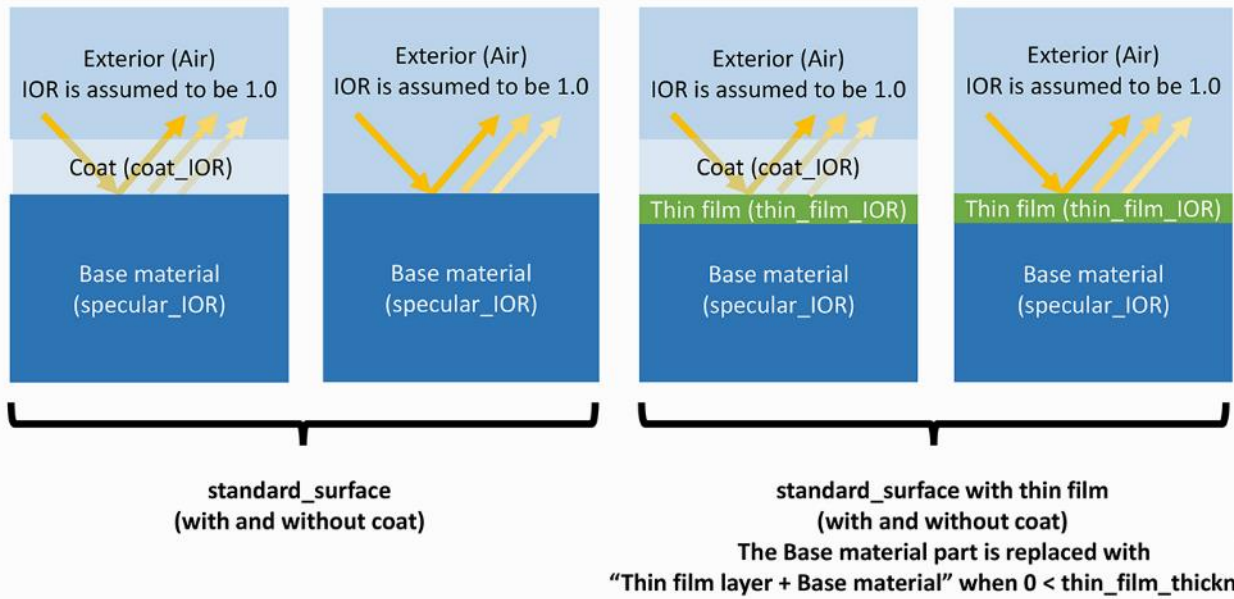 Exterior (Air)
IOR is assumed to be 1.0
Coat (coat_IOR)
Base material
(specular_IOR)
Exterior (Air)
IOR is assumed to be 1.0
Base material
(specular_IOR)
Exterior (Air)
IOR is assumed to be 1.0
Coat (coat_IOR)
Thin film (thin_film_IOR)
Base material
(specular_IOR)
Exterior (Air)
IOR is assumed to be 1.0
Thin film (thin_film_IOR)
Base material
(specular_IOR)
standard_surface
(with and without coat)
standard_surface with thin film
(with and without coat)
The Base material part is replaced with
“Thin film layer + Base material” when 0 < thin_film_thickn